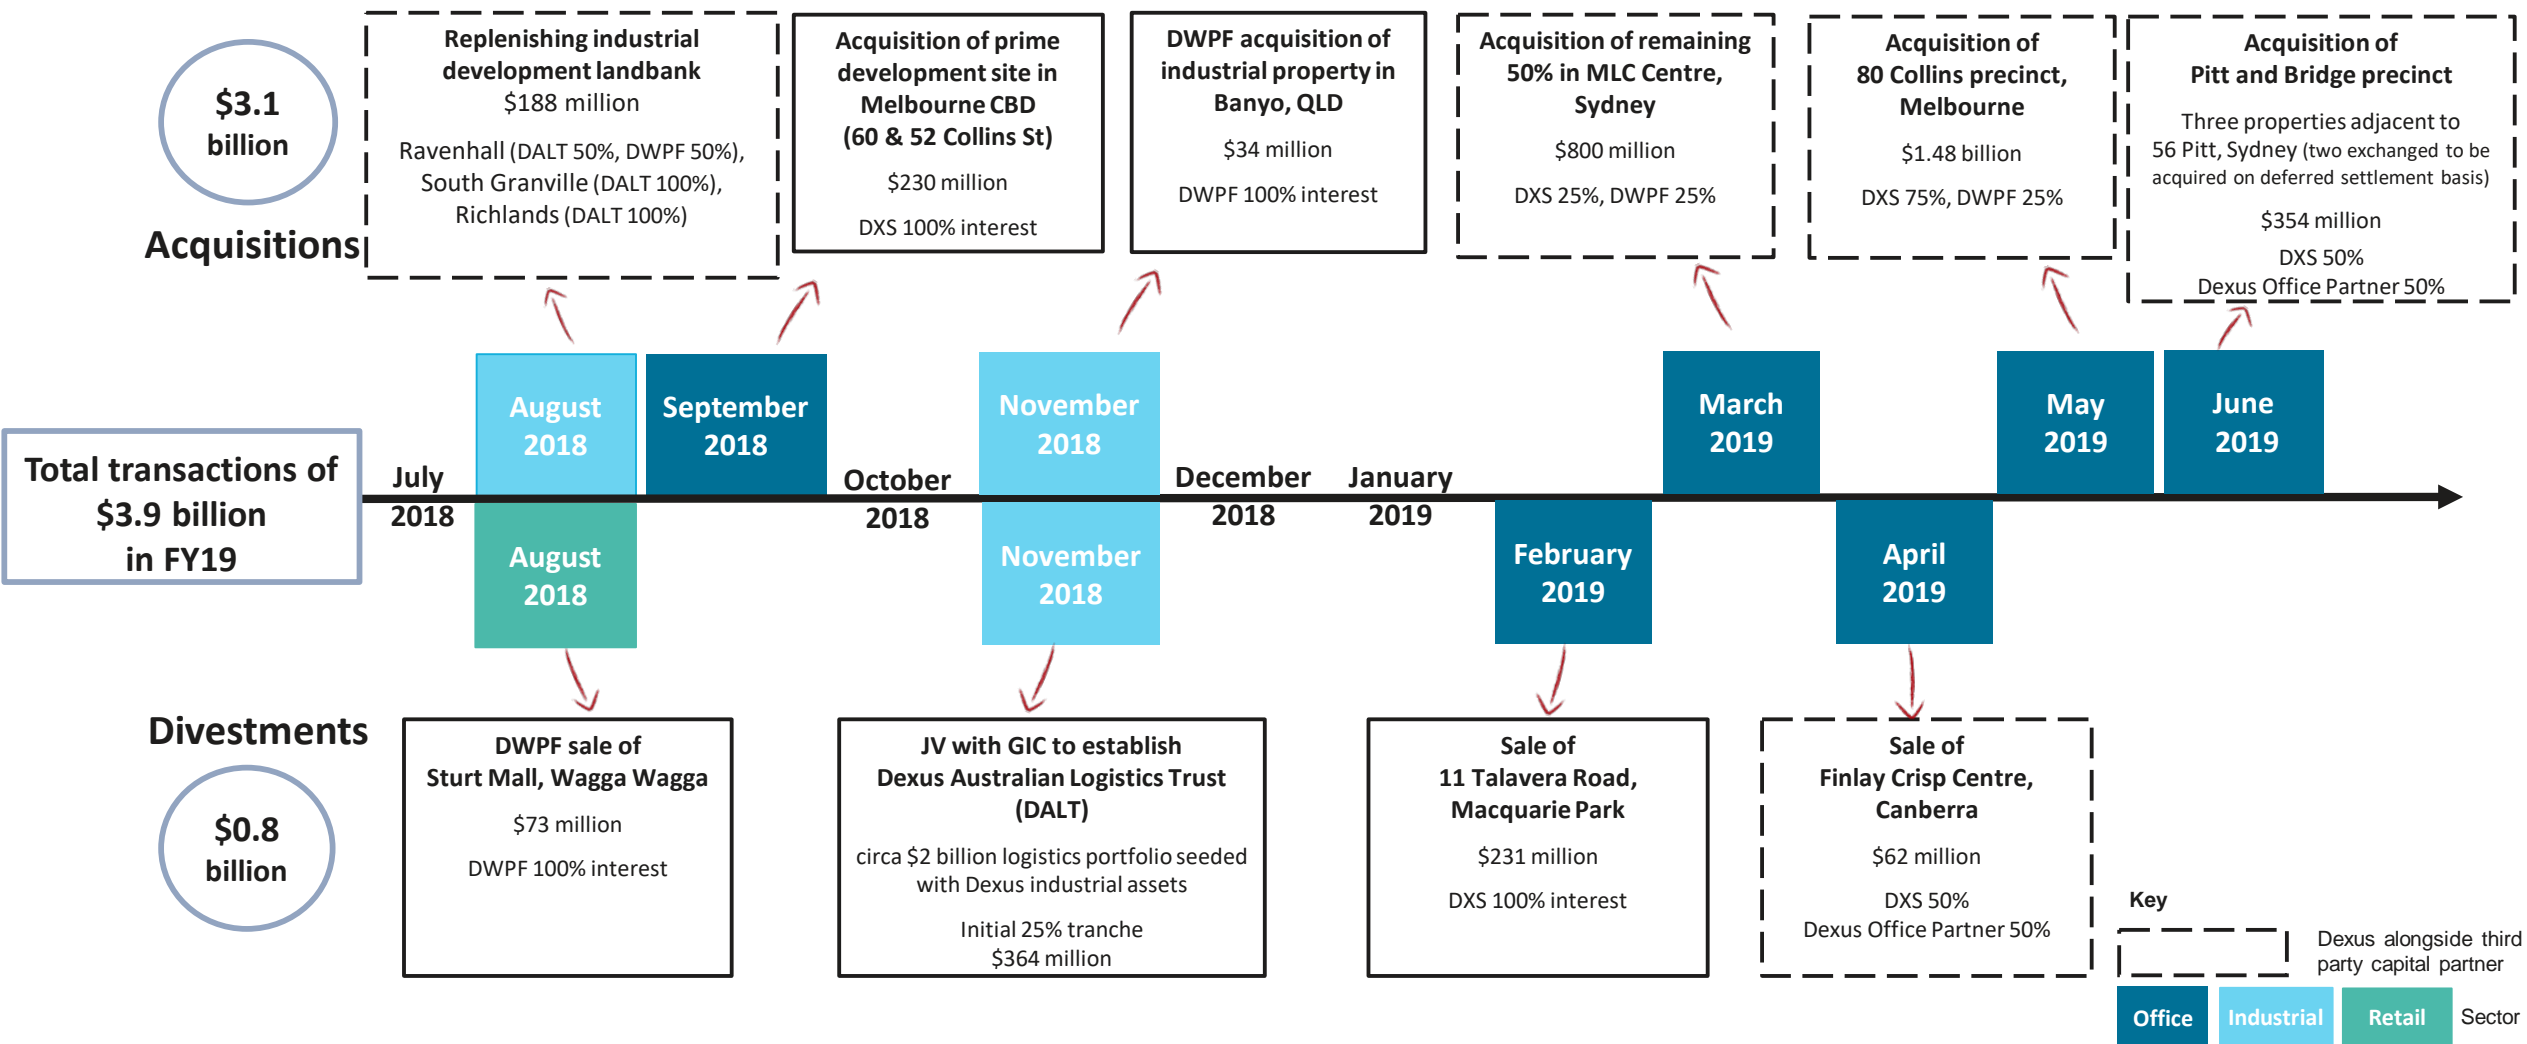 $3.1
billion
Acquisitions
Replenishing industrial
development landbank
$188 million
Ravenhall (DALT 50%, DWPF 50%),
South Granville (DALT 100%),
Richlands (DALT 100%)
Acquisition of prime
development site in
Melbourne CBD
(60 & 52 Collins St)
$230 million
DXS 100% interest
DWPF acquisition of
industrial property in
Banyo, QLD
$34 million
DWPF 100% interest
Acquisition of remaining
50% in MLC Centre,
Sydney
$800 million
DXS 25%, DWPF 25%
Acquisition of
80 Collins precinct,
Melbourne
$1.48 billion
DXS 75%, DWPF 25%
Acquisition of
Pitt and Bridge precinct
Three properties adjacent to
56 Pitt, Sydney (two exchanged to be
acquired on deferred settlement basis)
$354 million
DXS 50%
Dexus Office Partner 50%
Total transactions of
$3.9 billion
in FY19
July
2018
August
2018
August
2018
September
2018
October
2018
November
2018
November
2018
December
2018
January
2019
February
2019
March
2019
April
2019
May
2019
June
2019
Divestments
$0.8
billion
DWPF sale of
Sturt Mall, Wagga Wagga
$73 million
DWPF 100% interest
JV with GIC to establish
Dexus Australian Logistics Trust
(DALT)
circa $2 billion logistics portfolio seeded
with Dexus industrial assets
Initial 25% tranche
$364 million
Sale of
11 Talavera Road,
Macquarie Park
$231 million
DXS 100% interest
Sale of
Finlay Crisp Centre,
Canberra
$62 million
DXS 50%
Dexus Office Partner 50%
Key
Dexus alongside third
party capital partner
Office
Industrial
Retail
Sector